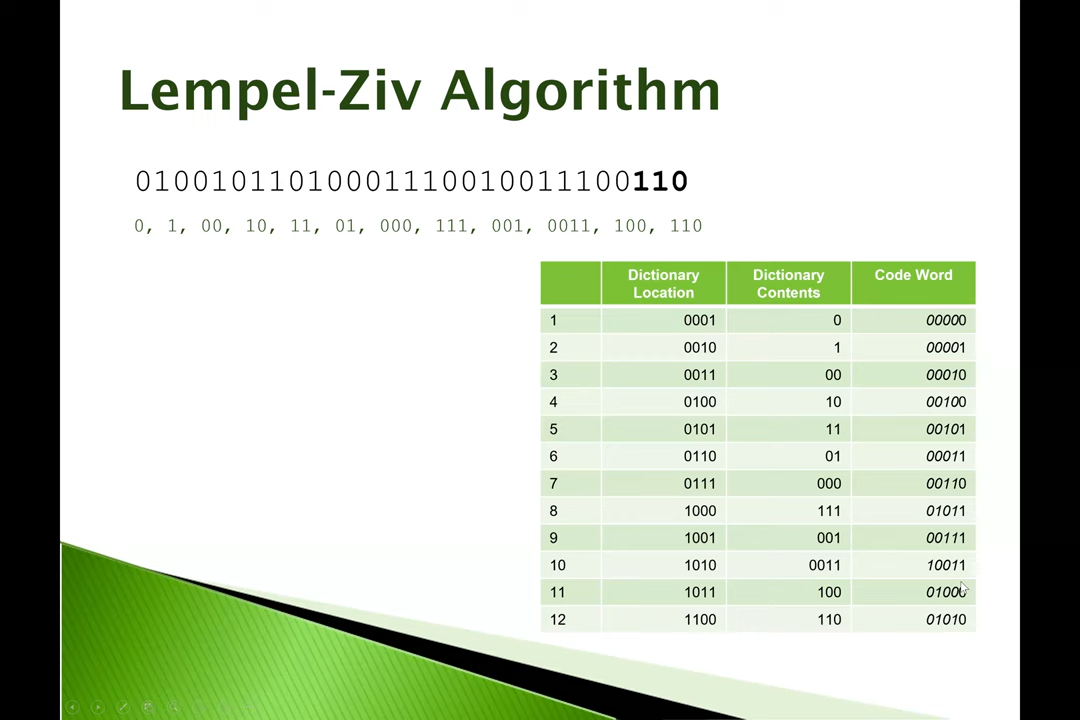 Lempel-Ziv Algorithm
01001011010001110010011100110
0, 1, 00, 10, 11, 01, 000, 111, 001, 0011, 100, 110
Dictionary Location Dictionary Contents Code Word
1 0001 0 00000
2 0010 1 00001
3 0011 00 00010
4 0100 10 00100
5 0101 11 00101
6 0110 01 00011
7 0111 000 00110
8 1000 111 01011
9 1001 001 00111
10 1010 0011 10011
11 1011 100 01000
12 1100 110 01010